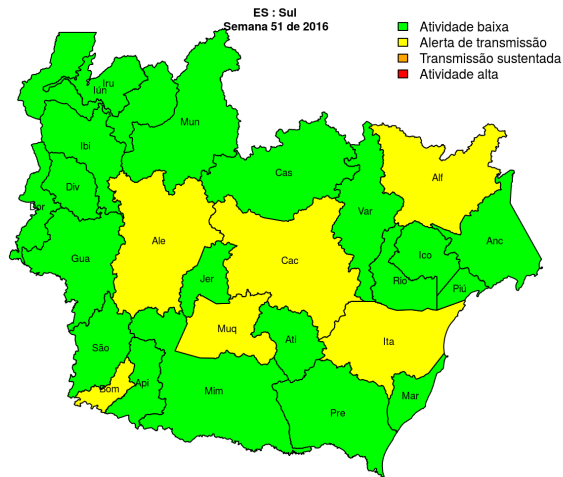 ES : Sul
Semana 51 de 2016
Atividade baixa
Alerta de transmissão
Transmissão sustentada
Atividade alta
Iru
Iún
Mun
Ibi
Cas
Alf
Div
Dor
Var
Ale
Anc
Gua
Ico
Cac
Jer
Rio
Piú
Muq
Ati
Ita
São
Api
Bom
Mim
Mar
Pre